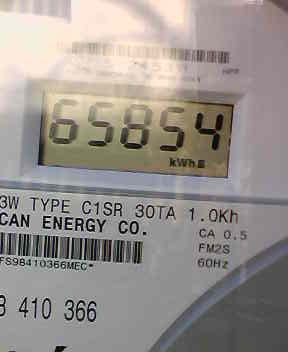 65854
kWh
3W TYPE C1SR 30TA 1.0Kh
CAN ENERGY CO.
CA 0.5
FM2S
60Hz
FS98410366MEC*
8 410 366